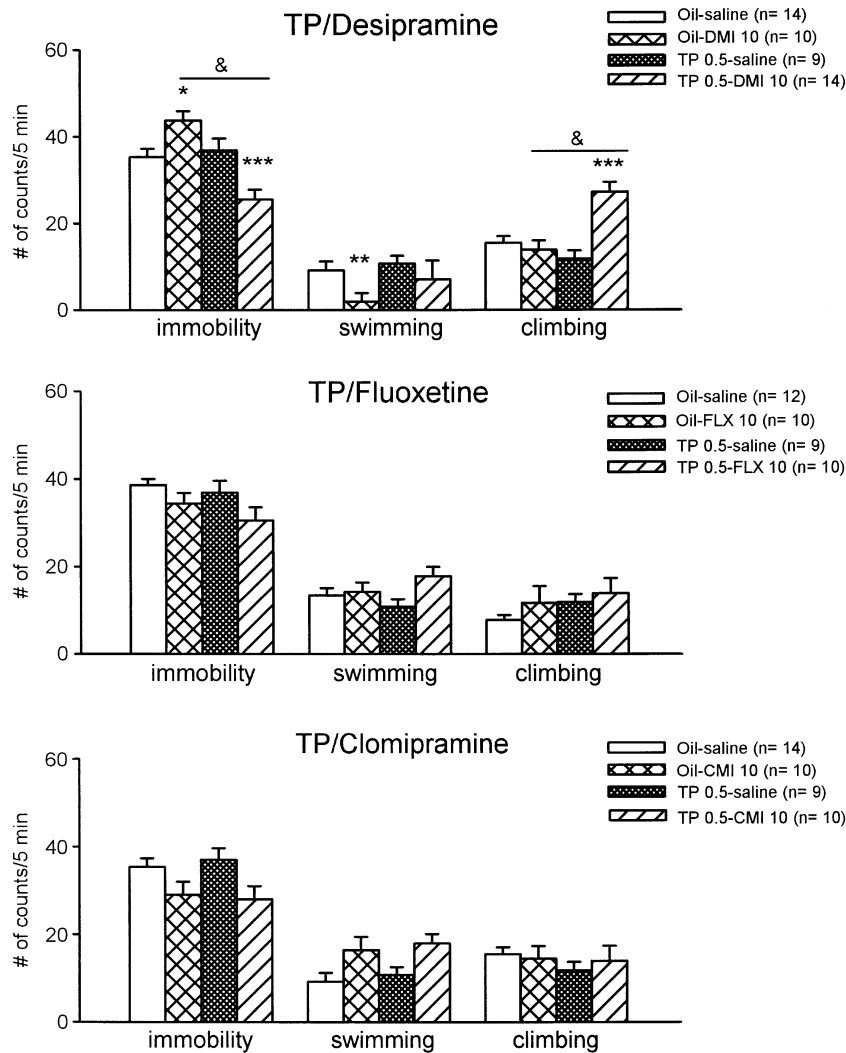 TP/Desipramine
Oil-saline (n= 14)
Oil-DMI 10 (n= 10)
TP 0.5-saline (n= 9)
TP 0.5-DMI 10 (n= 14)
# of counts/5 min
60
40
20
0
&
*
***
**
&
***
immobility swimming climbing
TP/Fluoxetine
Oil-saline (n= 12)
Oil-FLX 10 (n= 10)
TP 0.5-saline (n= 9)
TP 0.5-FLX 10 (n= 10)
# of counts/5 min
60
40
20
0
immobility swimming climbing
TP/Clomipramine
Oil-saline (n= 14)
Oil-CMI 10 (n= 10)
TP 0.5-saline (n= 9)
TP 0.5-CMI 10 (n= 10)
# of counts/5 min
60
40
20
0
immobility swimming climbing